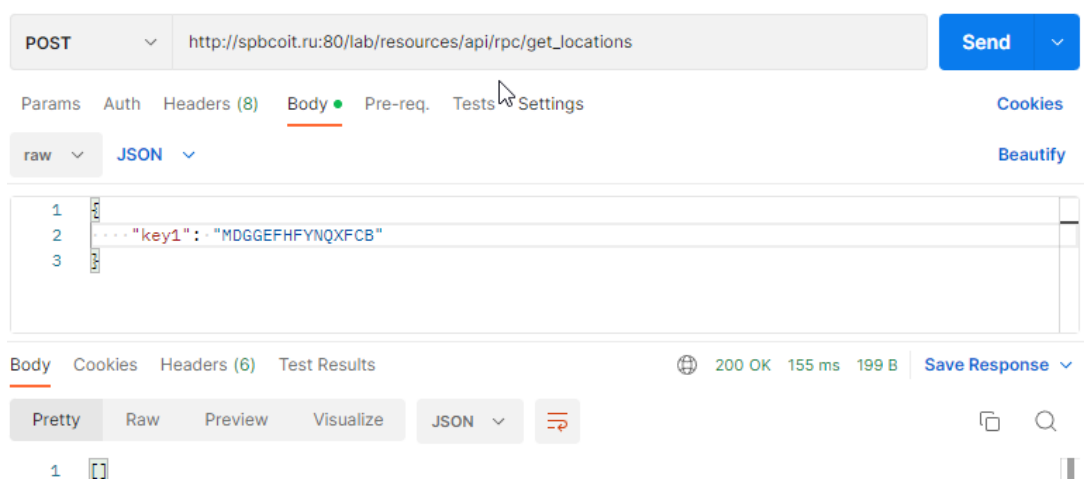 POST http://spbcoit.ru:80/lab/resources/api/rpc/get_locations Send
Params Auth Headers (8) Body Pre-req. Tests Settings Cookies
raw JSON Beautify
1 {
2 ····"key1":·"MDGGEFHFYNQXFCB"
3 }
Body Cookies Headers (6) Test Results 200 OK 155 ms 199 B Save Response
Pretty Raw Preview Visualize JSON
1 []